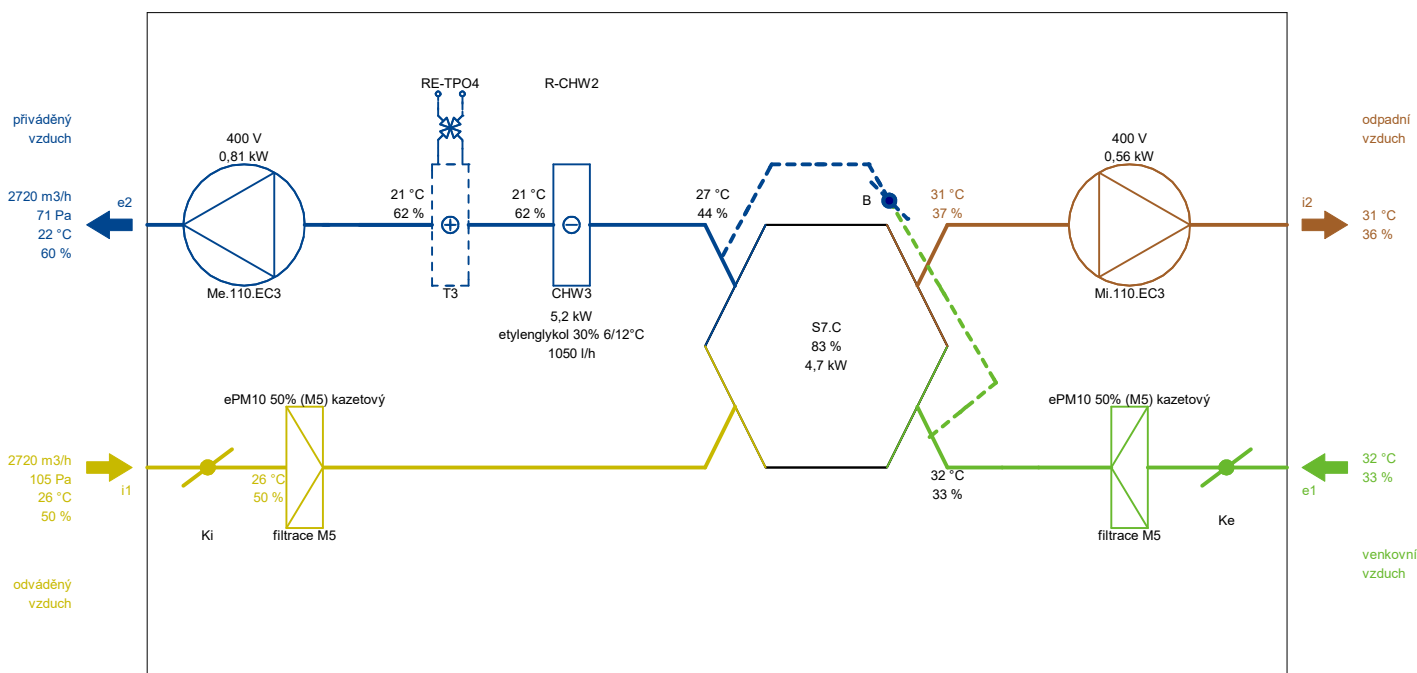 RE-TPO4
R-CHW2
přiváděný
vzduch
400 V
0,81 kW
400 V
0,56 kW
odpadní
vzduch
2720 m3/h
71 Pa
22 °C
60 %
e2
21 °C
62 %
21 °C
62 %
27 °C
44 %
B
31 °C
37 %
i2
31 °C
36 %
Me.110.EC3
T3
CHW3
Mi.110.EC3
5,2 kW
etylenglykol 30% 6/12°C
1050 l/h
S7.C
83 %
4,7 kW
ePM10 50% (M5) kazetový
ePM10 50% (M5) kazetový
2720 m3/h
105 Pa
26 °C
50 %
i1
26 °C
50 %
32 °C
33 %
32 °C
33 %
e1
Ki
filtrace M5
filtrace M5
Ke
odváděný
vzduch
venkovní
vzduch